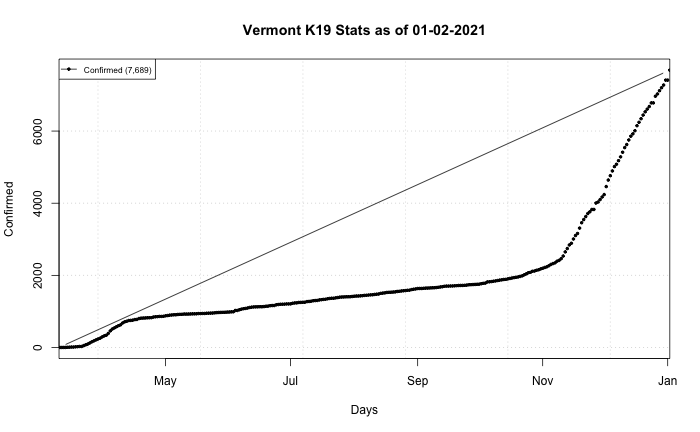 Vermont K19 Stats as of 01-02-2021
Confirmed (7,689)
Confirmed
6000
4000
2000
0
May Jul Sep Nov Jan
Days